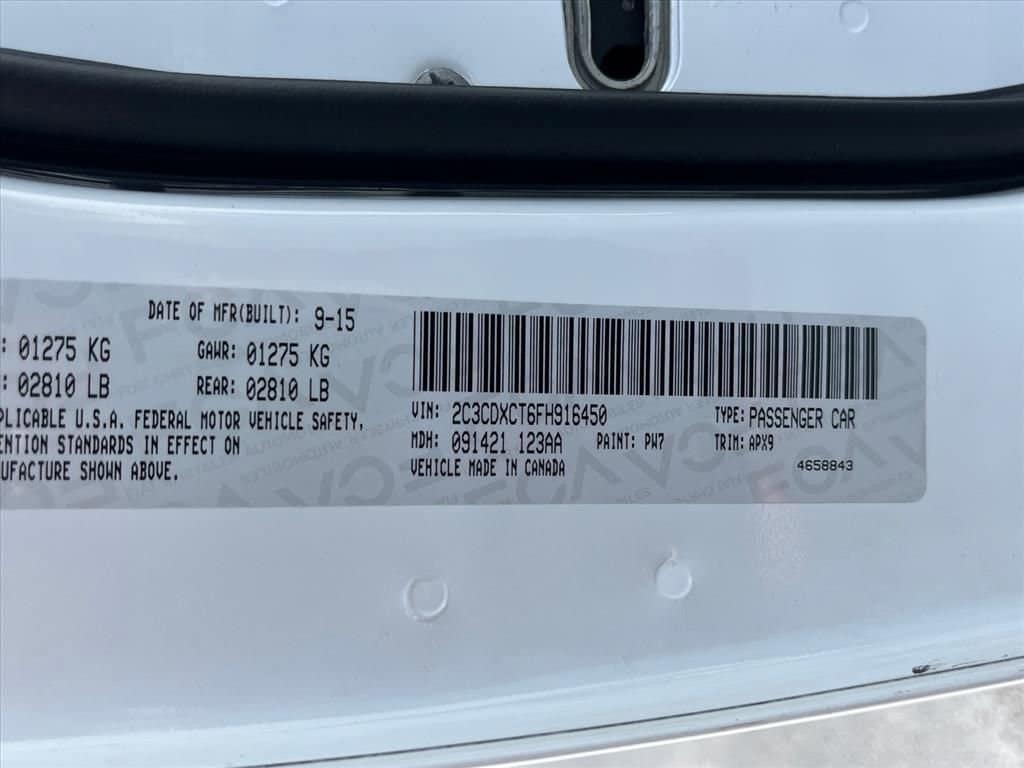 DATE OF MFR(BUILT): 9-15
: 01275 KG GAWR: 01275 KG
: 02810 LB REAR: 02810 LB
PLICABLE U.S.A. FEDERAL MOTOR VEHICLE SAFETY,
ENTION STANDARDS IN EFFECT ON
UFACTURE SHOWN ABOVE.
VIN: 2C3CDXCT6FH916450 TYPE: PASSENGER CAR
MDH: 091421 123AA PAINT: PW7 TRIM: APX9
VEHICLE MADE IN CANADA 4658843